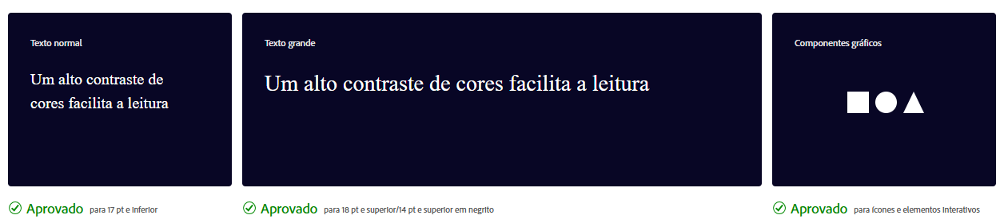 Texto normal
Um alto contraste de
cores facilita a leitura
Aprovado para 17 pt e inferior
Texto grande
Um alto contraste de cores facilita a leitura
Aprovado para 18 pt e superior/14 pt e superior em negrito
Componentes gráficos
Aprovado para ícones e elementos interativos